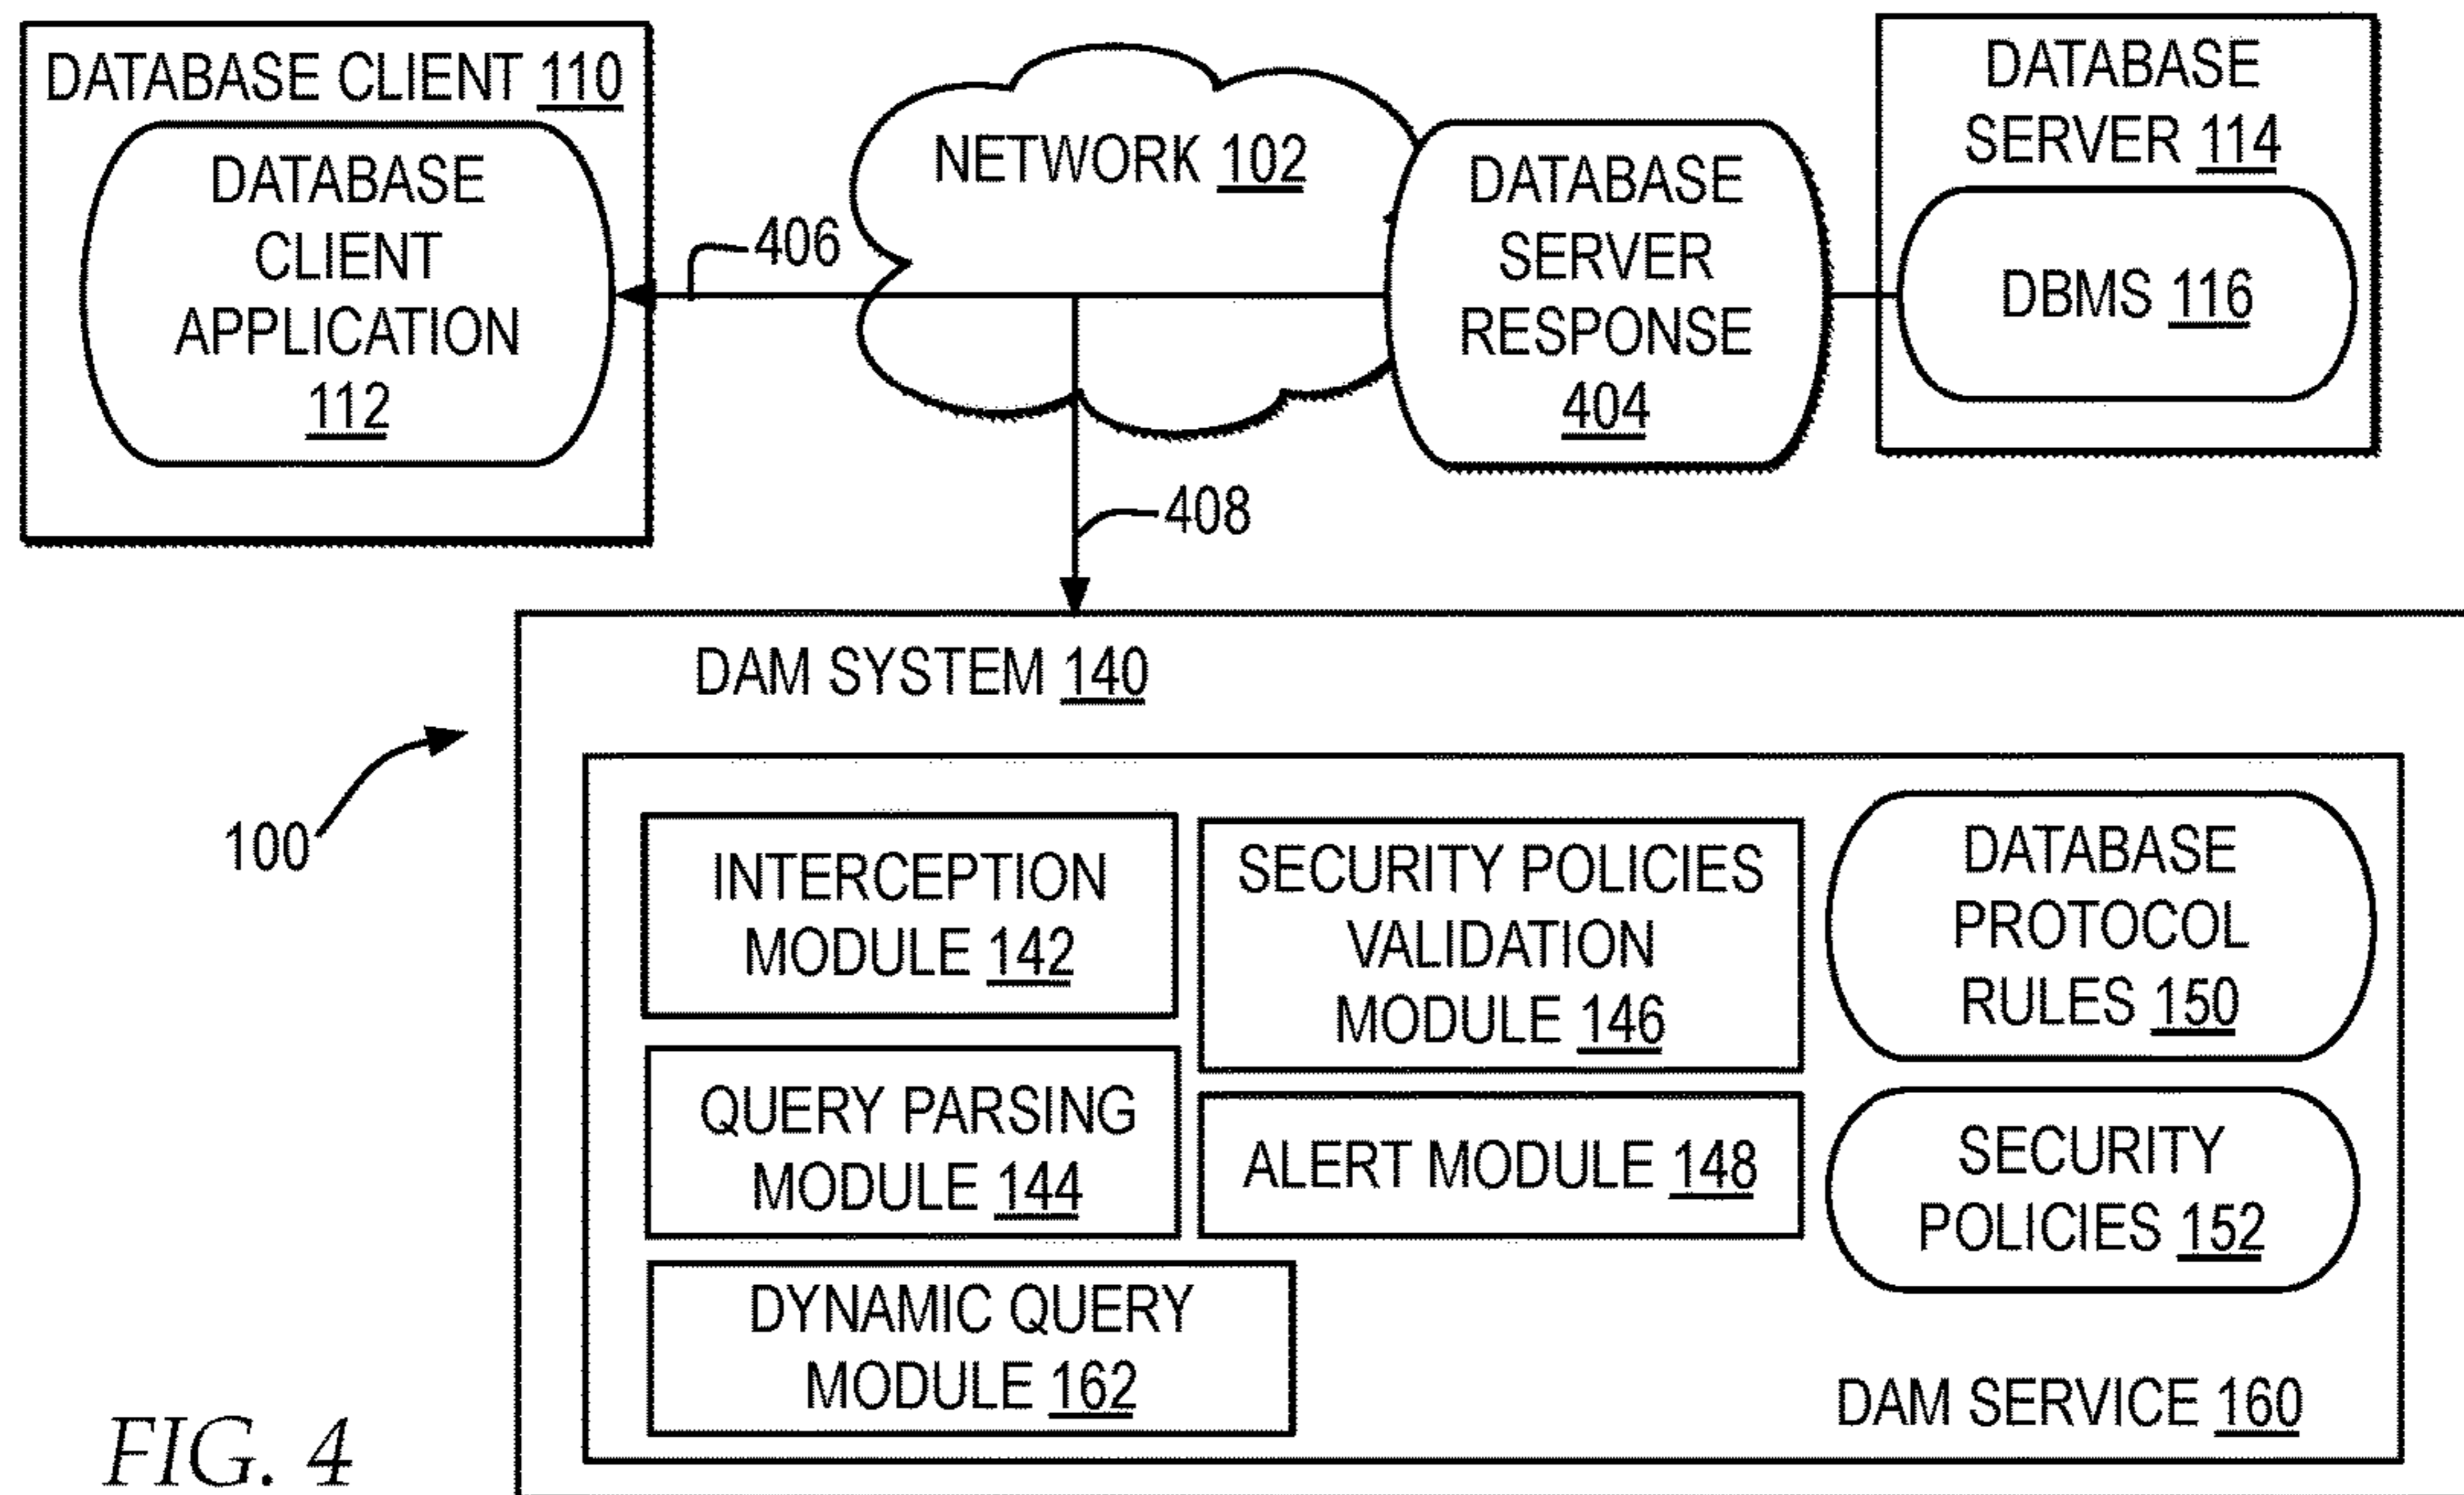 DATABASE CLIENT 110
DATABASE
CLIENT
APPLICATION
112
406
NETWORK 102
DATABASE
SERVER
RESPONSE
404
DATABASE
SERVER 114
DBMS 116
408
100
DAM SYSTEM 140
INTERCEPTION
MODULE 142
SECURITY POLICIES
VALIDATION
MODULE 146
DATABASE
PROTOCOL
RULES 150
QUERY PARSING
MODULE 144
ALERT MODULE 148
SECURITY
POLICIES 152
DYNAMIC QUERY
MODULE 162
DAM SERVICE 160
FIG. 4